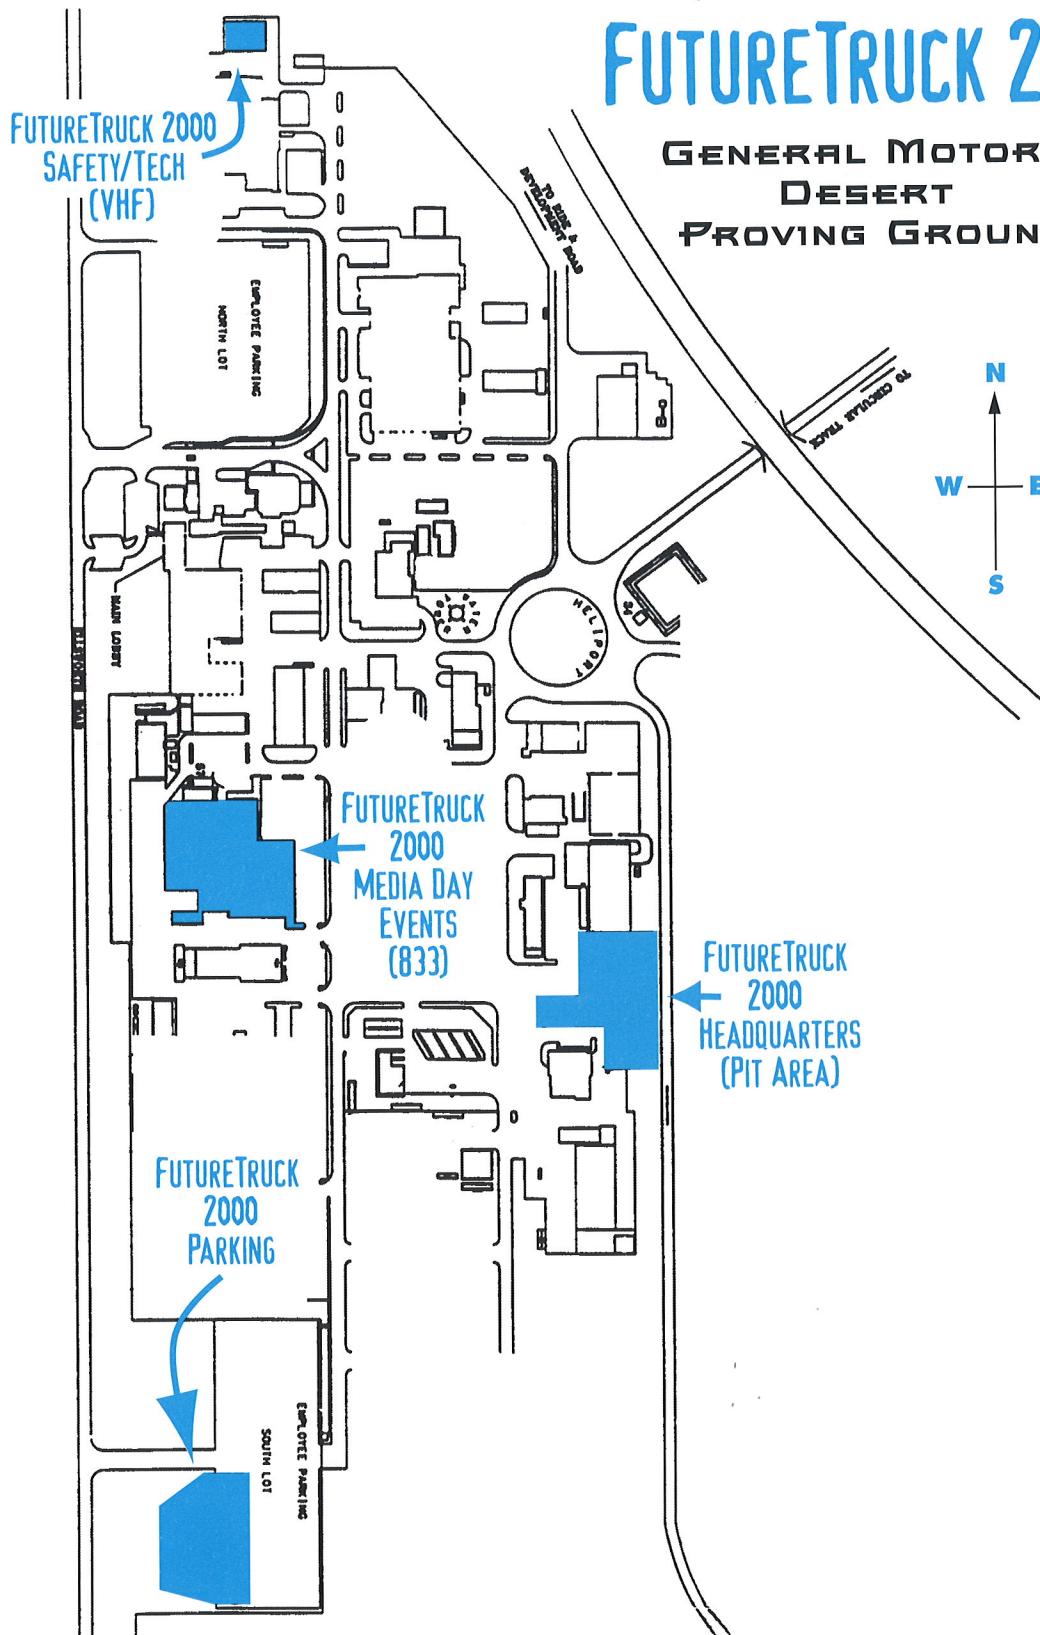 FUTURETRUCK 2
GENERAL MOTOR
DESERT
PROVING GROUN
FUTURETRUCK 2000
SAFETY/TECH
(VHF)
TO RIDE &
DEVELOPMENT ROAD
EMPLOYEE PARKING
NORTH LOT
TO CIRCULAR TRACK
N
W
E
S
MAIN LOBBY
HELIPORT
WATER
34
FUTURETRUCK
2000
MEDIA DAY
EVENTS
(833)
FUTURETRUCK
2000
HEADQUARTERS
(PIT AREA)
FUTURETRUCK
2000
PARKING
EMPLOYEE PARKING
SOUTH LOT